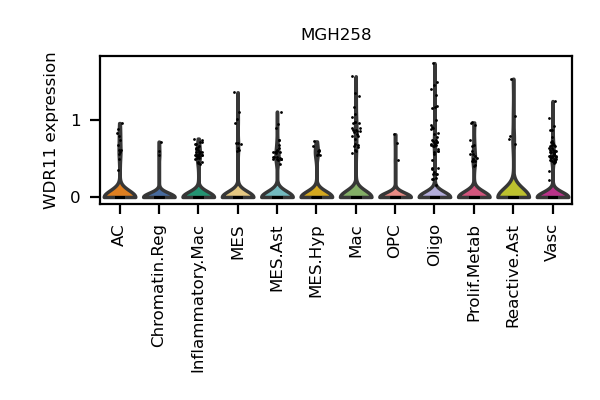 MGH258
WDR11 expression
1
0
AC
Chromatin.Reg
Inflammatory.Mac
MES
MES.Ast
MES.Hyp
Mac
OPC
Oligo
Prolif.Metab
Reactive.Ast
Vasc